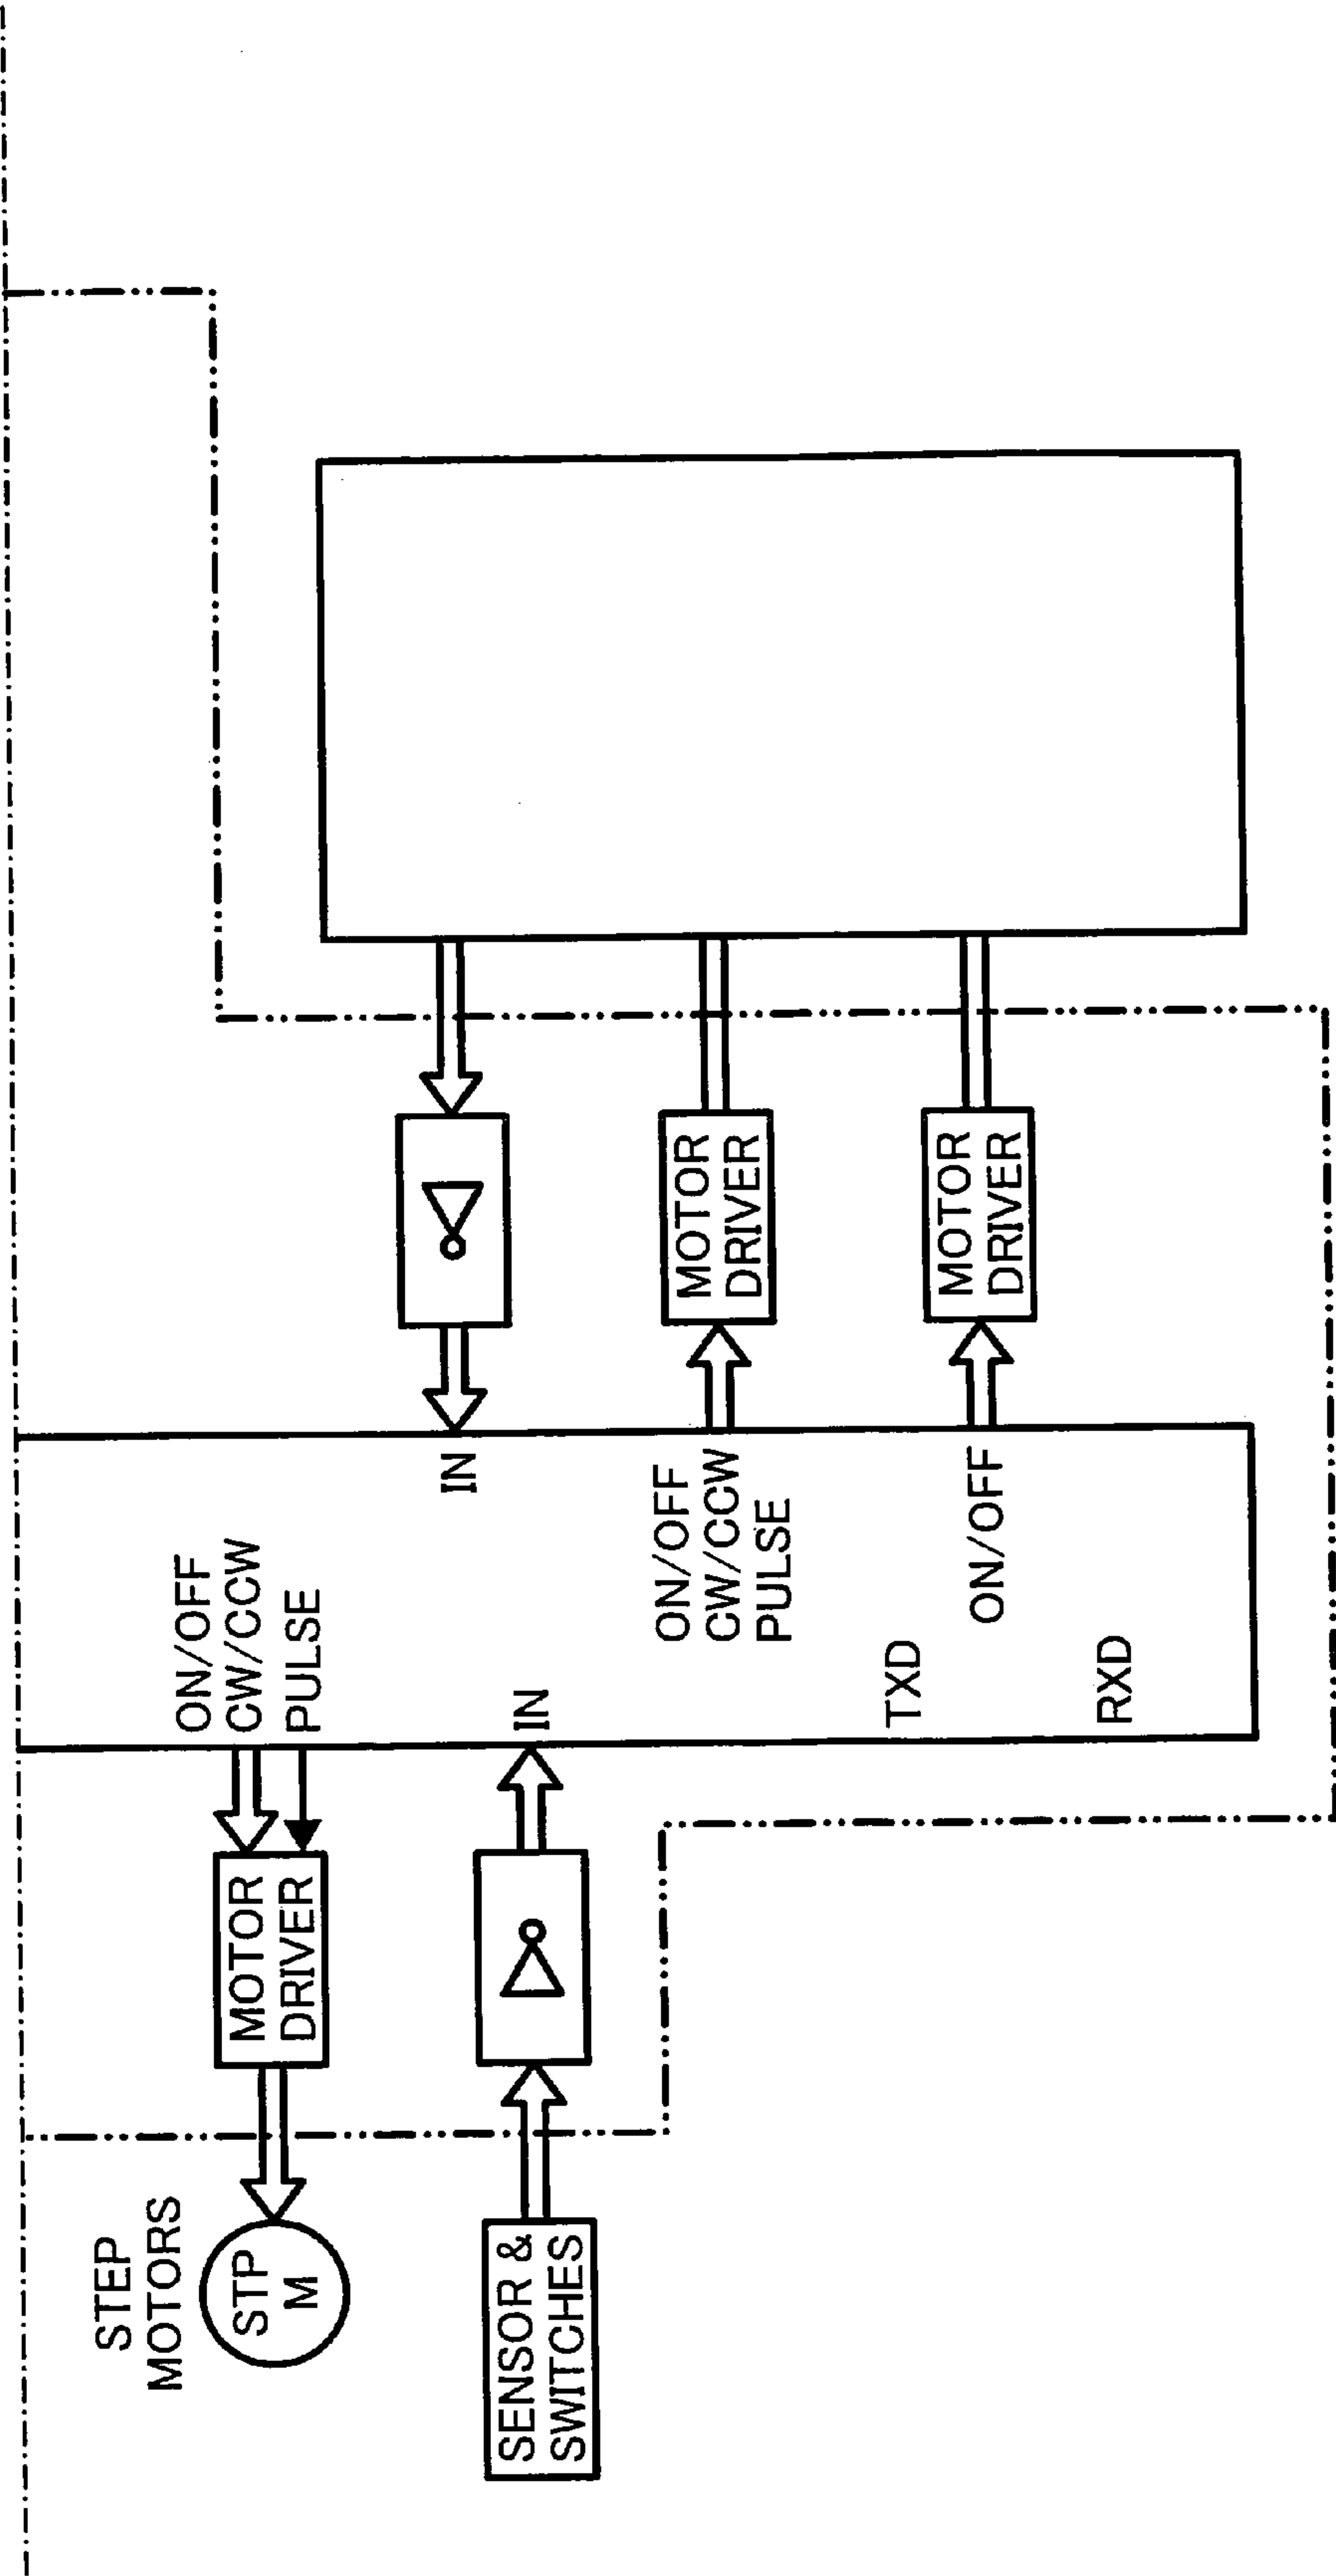 STEP
MOTORS
STP
M
MOTOR
DRIVER
ON/OFF
CW/CCW
PULSE
SENSOR &
SWITCHES
IN
IN
ON/OFF
CW/CCW
PULSE
MOTOR
DRIVER
TXD
ON/OFF
MOTOR
DRIVER
RXD